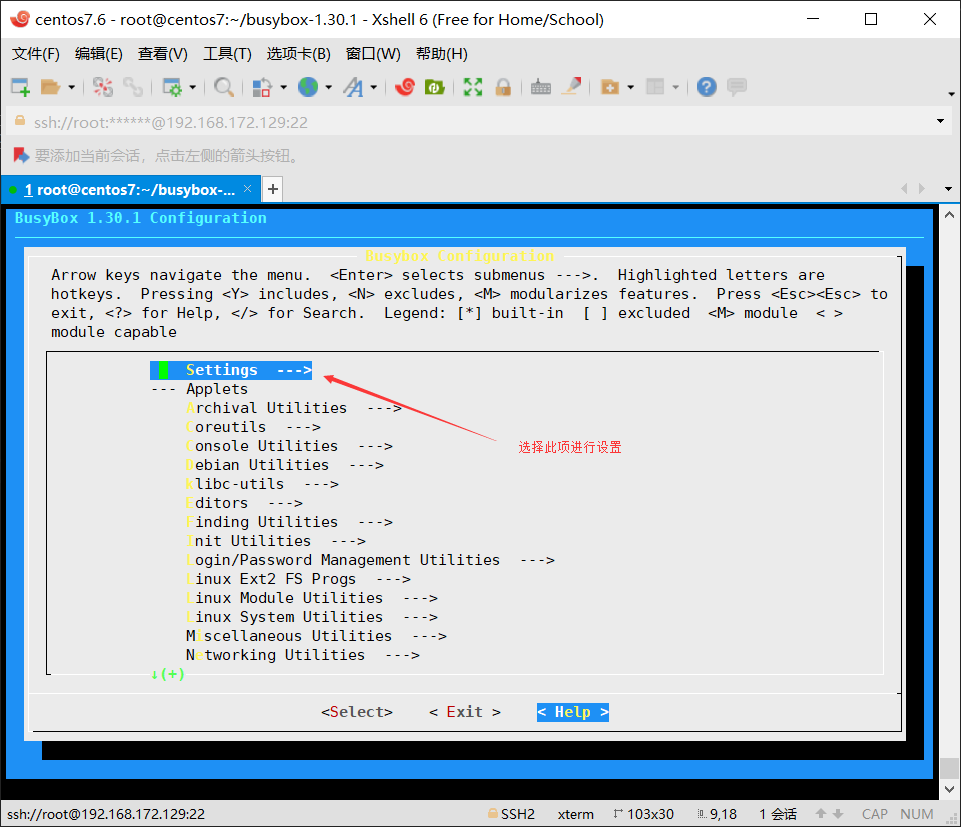 centos7.6 - root@centos7:~/busybox-1.30.1 - Xshell 6 (Free for Home/School)
文件(F) 编辑(E) 查看(V) 工具(T) 选项卡(B) 窗口(W) 帮助(H)
ssh://root:******@192.168.172.129:22
要添加当前会话，点击左侧的箭头按钮。
1 root@centos7:~/busybox-... × +
BusyBox 1.30.1 Configuration
Busybox Configuration
Arrow keys navigate the menu. <Enter> selects submenus --->. Highlighted letters are
hotkeys. Pressing <Y> includes, <N> excludes, <M> modularizes features. Press <Esc><Esc> to
exit, <?> for Help, </> for Search. Legend: [*] built-in [ ] excluded <M> module < >
module capable
Settings --->
--- Applets
Archival Utilities --->
Coreutils --->
Console Utilities --->
选择此项进行设置
Debian Utilities --->
klibc-utils --->
Editors --->
Finding Utilities --->
Init Utilities --->
Login/Password Management Utilities --->
Linux Ext2 FS Progs --->
Linux Module Utilities --->
Linux System Utilities --->
Miscellaneous Utilities --->
Networking Utilities --->
↓(+)
<Select> < Exit > < Help >
ssh://root@192.168.172.129:22 SSH2 xterm 103x30 9,18 1 会话 CAP NUM